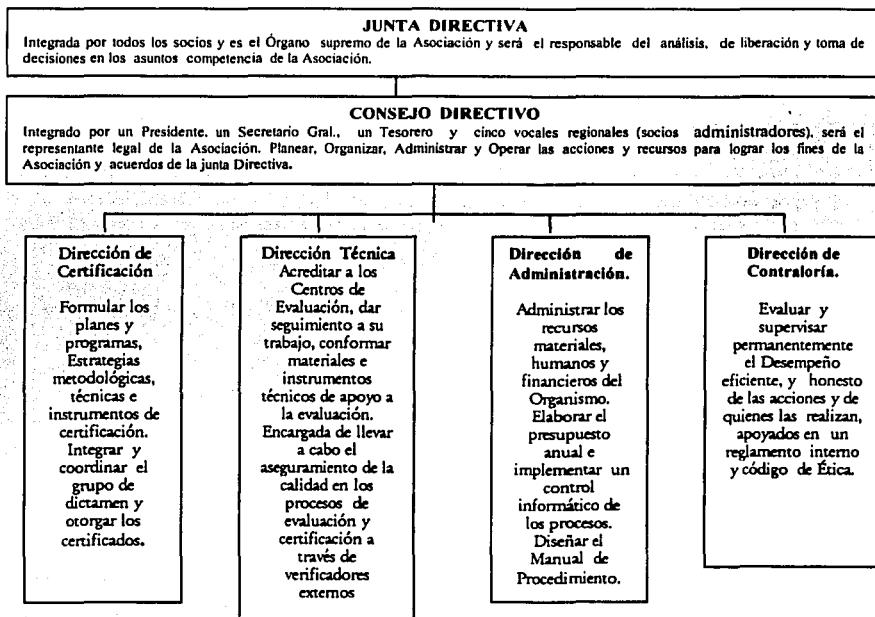 JUNTA DIRECTIVA
Integrada por todos los socios y es el Órgano supremo de la Asociación y será el responsable del análisis, de liberación y toma de
decisiones en los asuntos competencia de la Asociación.
CONSEJO DIRECTIVO
Integrado por un Presidente, un Secretario Gral., un Tesorero y cinco vocales regionales (socios administradores), será el
representante legal de la Asociación. Planear, Organizar, Administrar y Operar las acciones y recursos para lograr los fines de la
Asociación y acuerdos de la junta Directiva.
Dirección de
Certificación
Formular los
planes y
programas,
Estrategias
metodológicas,
técnicas e
instrumentos de
certificación.
Integrar y
coordinar el
grupo de
dictamen y
otorgar los
certificados.
Dirección Técnica
Acreditar a los
Centros de
Evaluación, dar
seguimiento a su
trabajo, conformar
materiales e
instrumentos
técnicos de apoyo a
la evaluación.
Encargada de llevar
a cabo el
aseguramiento de la
calidad en los
procesos de
evaluación y
certificación a
través de
verificadores
externos
Dirección de
Administración.
Administrar los
recursos
materiales,
humanos y
financieros del
Organismo.
Elaborar el
presupuesto
anual e
implementar un
control
informático de
los procesos.
Diseñar el
Manual de
Procedimiento.
Dirección de
Contraloría.
Evaluar y
supervisar
permanentemente
el Desempeño
eficiente, y honesto
de las acciones y de
quienes las realizan,
apoyados en un
reglamento interno
y código de Ética.